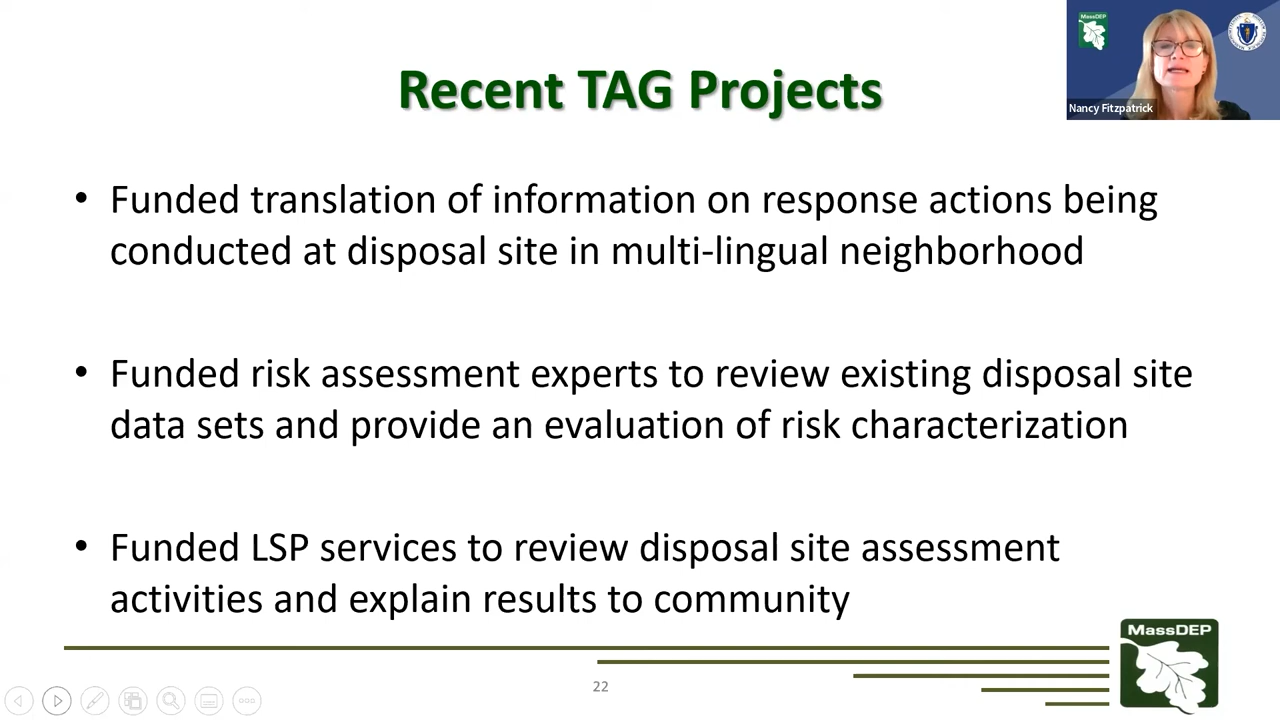 MassDEP
Nancy Fitzpatrick
Recent TAG Projects
• Funded translation of information on response actions being
conducted at disposal site in multi-lingual neighborhood
• Funded risk assessment experts to review existing disposal site
data sets and provide an evaluation of risk characterization
• Funded LSP services to review disposal site assessment
activities and explain results to community
MassDEP
22